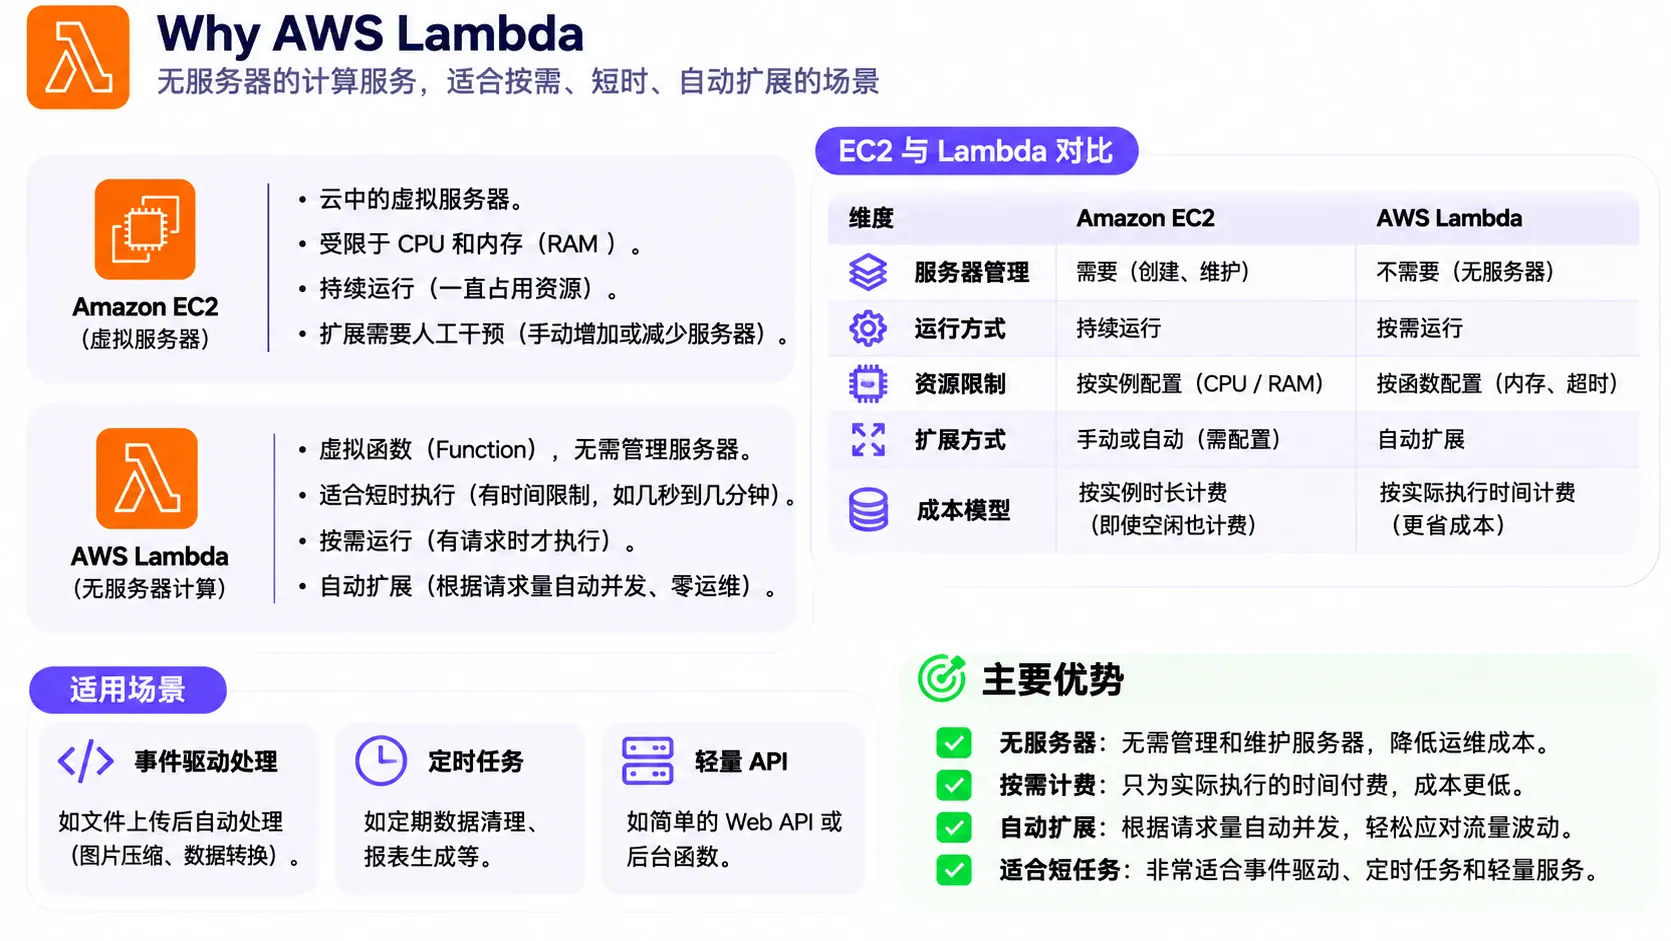 Why AWS Lambda
无服务器的计算服务，适合按需、短时、自动扩展的场景
Amazon EC2
（虚拟服务器）
• 云中的虚拟服务器。
• 受限于 CPU 和内存（RAM ）。
• 持续运行（一直占用资源）。
• 扩展需要人工干预（手动增加或减少服务器）。
AWS Lambda
（无服务器计算）
• 虚拟函数（Function），无需管理服务器。
• 适合短时执行（有时间限制，如几秒到几分钟）。
• 按需运行（有请求时才执行）。
• 自动扩展（根据请求量自动并发、零运维）。
EC2 与 Lambda 对比
维度 Amazon EC2 AWS Lambda
服务器管理 需要（创建、维护） 不需要（无服务器）
运行方式 持续运行 按需运行
资源限制 按实例配置（CPU / RAM） 按函数配置（内存、超时）
扩展方式 手动或自动（需配置） 自动扩展
成本模型 按实例时长计费 按实际执行时间计费
（即使空闲也计费） （更省成本）
适用场景
事件驱动处理
如文件上传后自动处理
（图片压缩、数据转换）。
定时任务
如定期数据清理、
报表生成等。
轻量 API
如简单的 Web API 或
后台函数。
主要优势
无服务器：无需管理和维护服务器，降低运维成本。
按需计费：只为实际执行的时间付费，成本更低。
自动扩展：根据请求量自动并发，轻松应对流量波动。
适合短任务：非常适合事件驱动、定时任务和轻量服务。